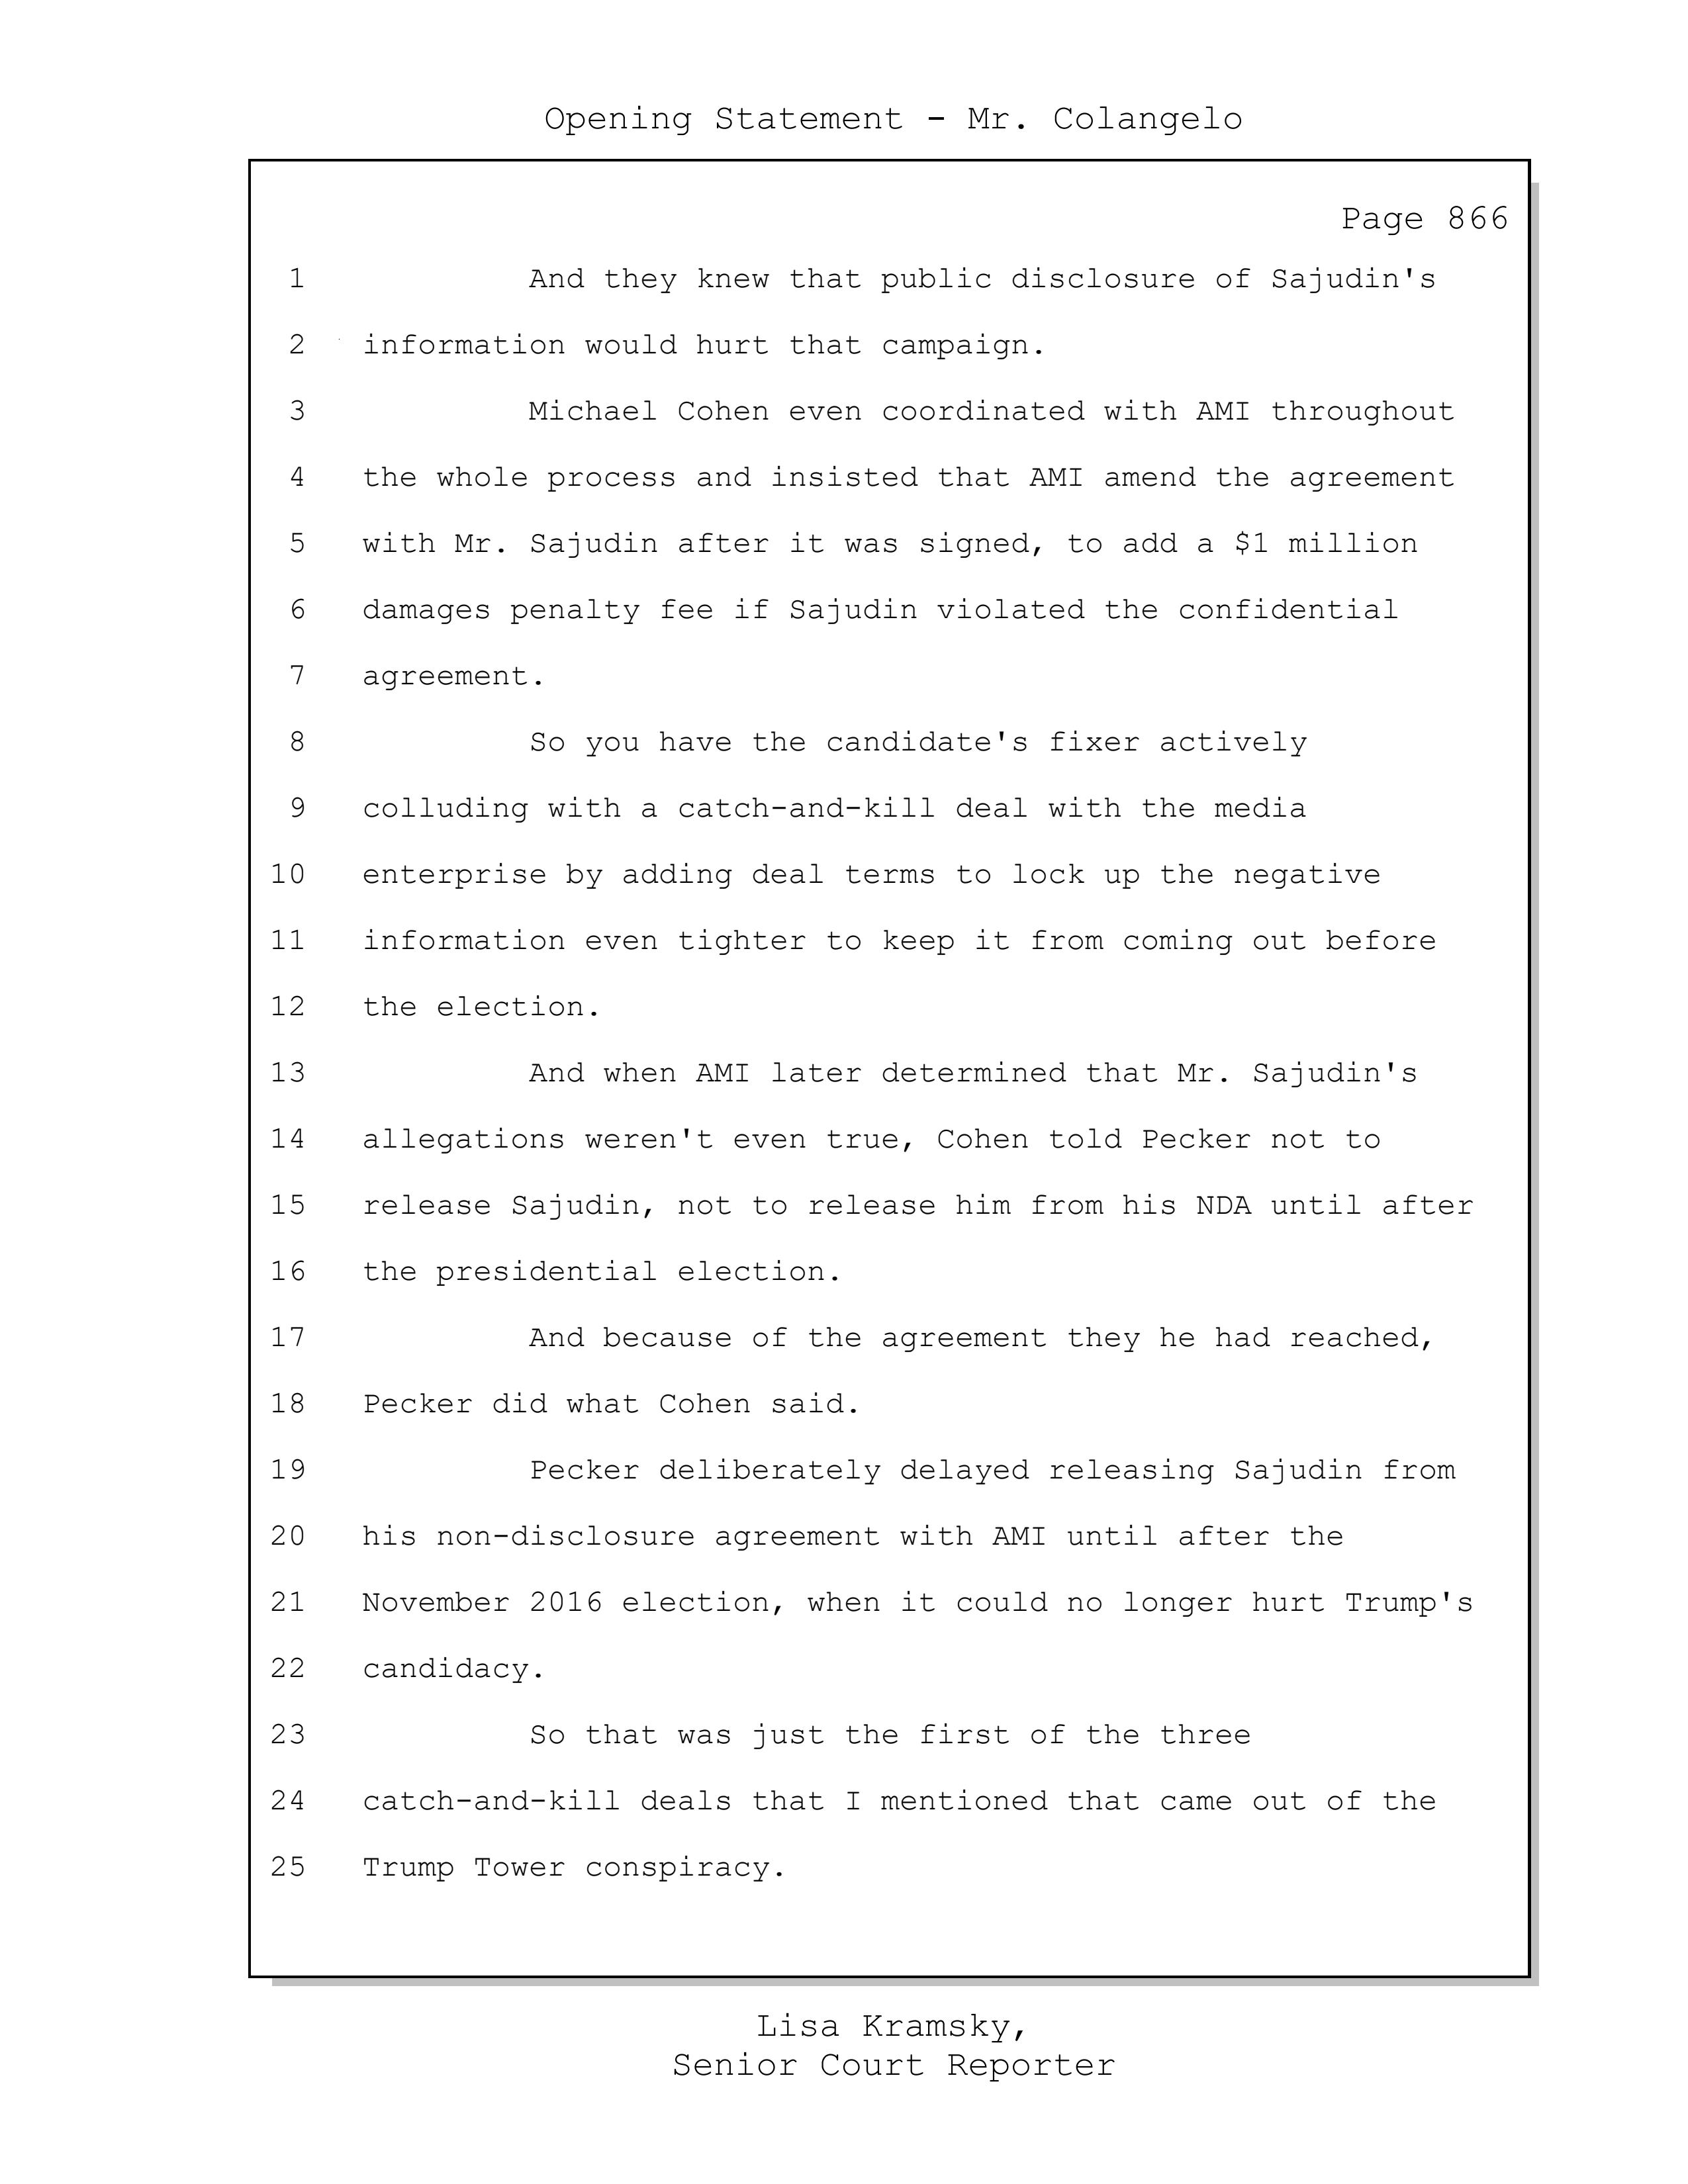 Opening Statement - Mr. Colangelo
Page 866
1 And they knew that public disclosure of Sajudin's
2 information would hurt that campaign.
3 Michael Cohen even coordinated with AMI throughout
4 the whole process and insisted that AMI amend the agreement
5 with Mr. Sajudin after it was signed, to add a $1 million
6 damages penalty fee if Sajudin violated the confidential
7 agreement.
8 So you have the candidate's fixer actively
9 colluding with a catch-and-kill deal with the media
10 enterprise by adding deal terms to lock up the negative
11 information even tighter to keep it from coming out before
12 the election.
13 And when AMI later determined that Mr. Sajudin's
14 allegations weren't even true, Cohen told Pecker not to
15 release Sajudin, not to release him from his NDA until after
16 the presidential election.
17 And because of the agreement they he had reached,
18 Pecker did what Cohen said.
19 Pecker deliberately delayed releasing Sajudin from
20 his non-disclosure agreement with AMI until after the
21 November 2016 election, when it could no longer hurt Trump's
22 candidacy.
23 So that was just the first of the three
24 catch-and-kill deals that I mentioned that came out of the
25 Trump Tower conspiracy.
Lisa Kramsky,
Senior Court Reporter